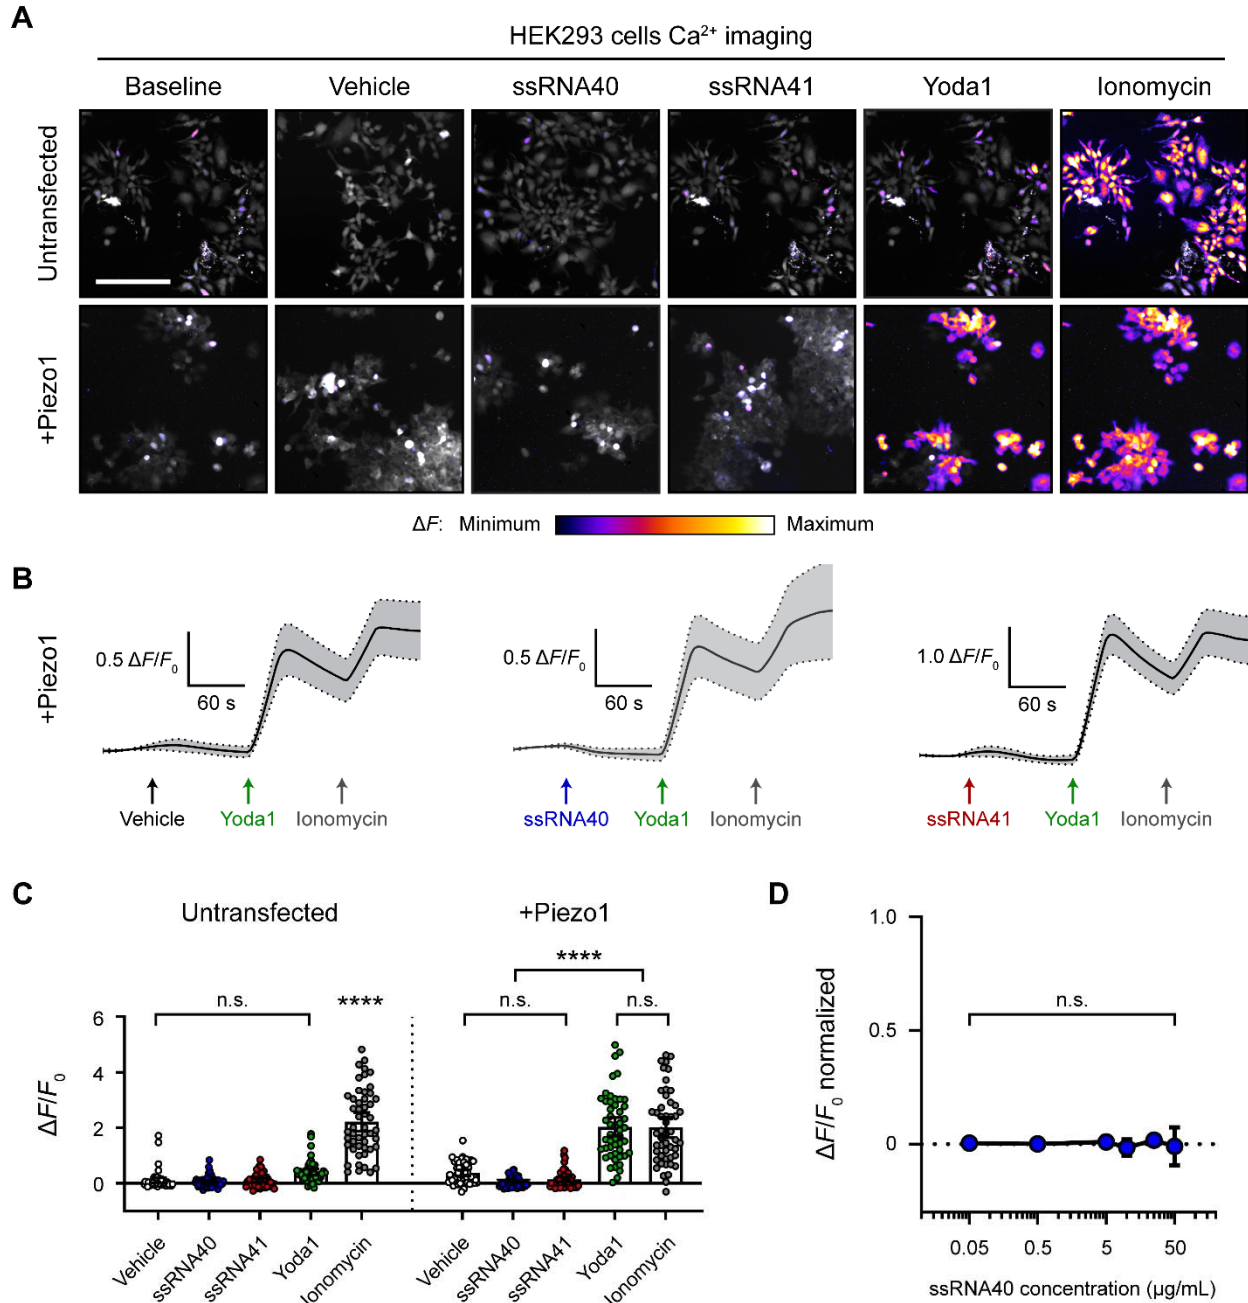 A
HEK293 cells Ca²⁺ imaging
Baseline Vehicle ssRNA40 ssRNA41 Yoda1 Ionomycin
Untransfected
+Piezo1
ΔF: Minimum Maximum
B
+Piezo1
0.5 ΔF/F₀
60 s
Vehicle Yoda1 Ionomycin
0.5 ΔF/F₀
60 s
ssRNA40 Yoda1 Ionomycin
1.0 ΔF/F₀
60 s
ssRNA41 Yoda1 Ionomycin
C
Untransfected +Piezo1
****
n.s. **** n.s. n.s.
ΔF/F₀
6
4
2
0
Vehicle ssRNA40 ssRNA41 Yoda1 Ionomycin Vehicle ssRNA40 ssRNA41 Yoda1 Ionomycin
D
ΔF/F₀ normalized
1.0
0.5
0
n.s.
0.05 0.5 5 50
ssRNA40 concentration (μg/mL)